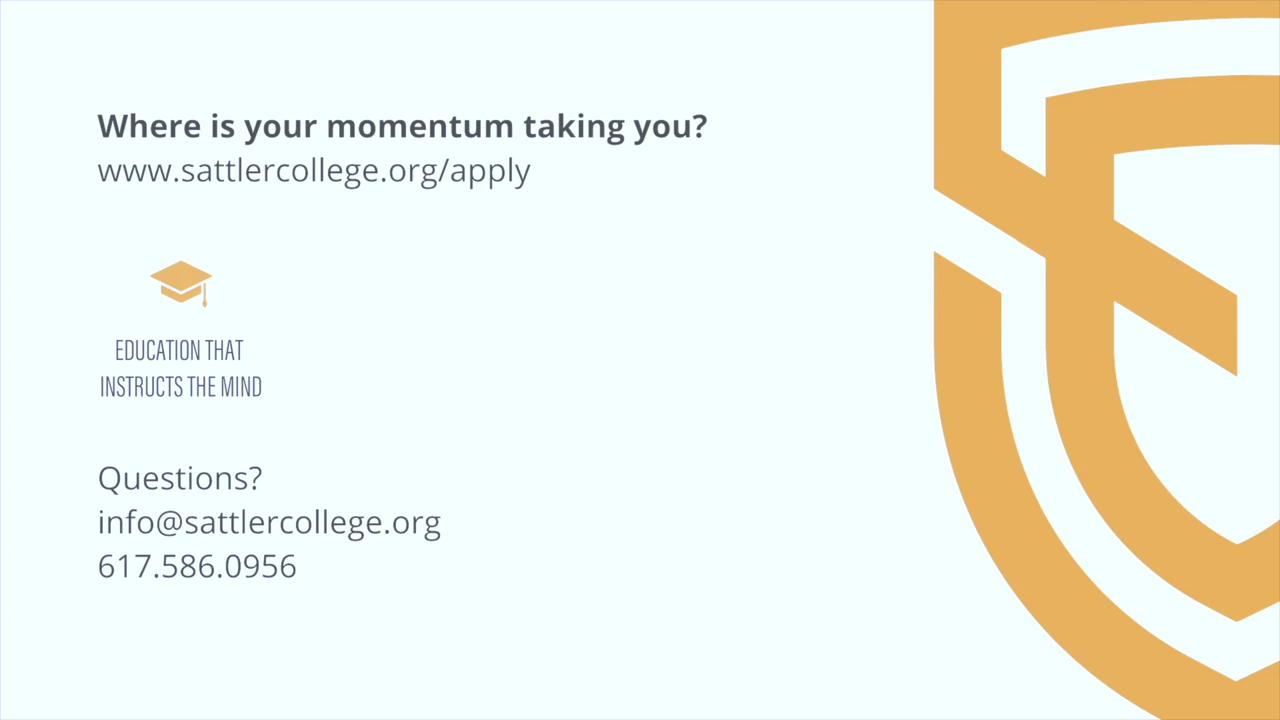 Where is your momentum taking you?
www.sattlercollege.org/apply
EDUCATION THAT
INSTRUCTS THE MIND
Questions?
info@sattlercollege.org
617.586.0956